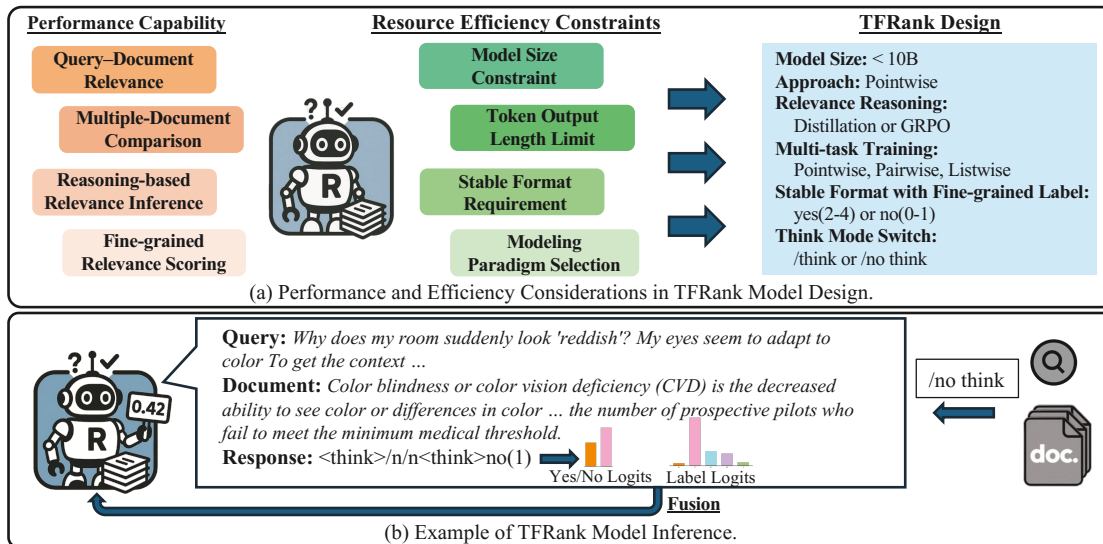 Performance Capability
Query–Document
Relevance
Multiple-Document
Comparison
Reasoning-based
Relevance Inference
Fine-grained
Relevance Scoring
?
R
Resource Efficiency Constraints
Model Size
Constraint
Token Output
Length Limit
Stable Format
Requirement
Modeling
Paradigm Selection
TFRank Design
Model Size: < 10B
Approach: Pointwise
Relevance Reasoning:
Distillation or GRPO
Multi-task Training:
Pointwise, Pairwise, Listwise
Stable Format with Fine-grained Label:
yes(2-4) or no(0-1)
Think Mode Switch:
/think or /no think
(a) Performance and Efficiency Considerations in TFRank Model Design.
?
0.42
R
Query: Why does my room suddenly look 'reddish'? My eyes seem to adapt to
color To get the context ...
Document: Color blindness or color vision deficiency (CVD) is the decreased
ability to see color or differences in color ... the number of prospective pilots who
fail to meet the minimum medical threshold.
Response: <think>/n/n<think>no(1)
Yes/No Logits
Label Logits
Fusion
/no think
doc.
(b) Example of TFRank Model Inference.